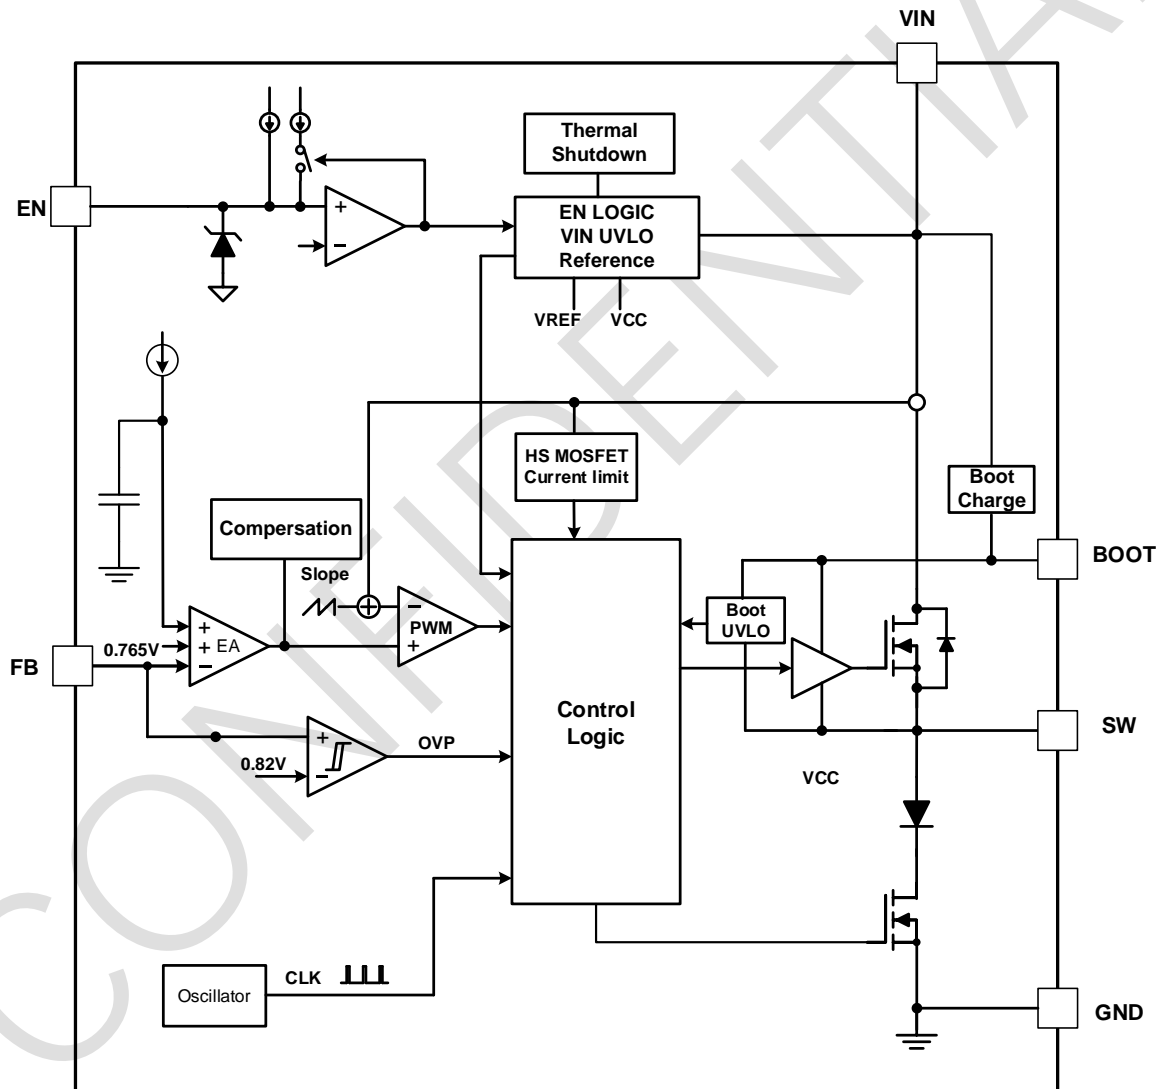 VIN
Thermal
Shutdown
EN
+
−
EN LOGIC
VIN UVLO
Reference
VREF
VCC
HS MOSFET
Current limit
Boot
Charge
Compersation
BOOT
Slope
−
PWM
+
Boot
UVLO
+
0.765V
+
EA
−
FB
Control
Logic
SW
+
OVP
0.82V
−
VCC
CLK
Oscillator
GND
CONFIDENTIA